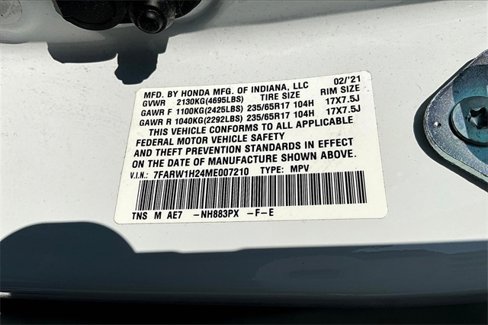 MFD. BY HONDA MFG. OF INDIANA, LLC 02/'21
GVWR 2130KG(4695LBS) TIRE SIZE RIM SIZE
GAWR F 1100KG(2425LBS) 235/65R17 104H 17X7.5J
GAWR R 1040KG(2292LBS) 235/65R17 104H 17X7.5J
THIS VEHICLE CONFORMS TO ALL APPLICABLE
FEDERAL MOTOR VEHICLE SAFETY
AND THEFT PREVENTION STANDARDS IN EFFECT
ON THE DATE OF MANUFACTURE SHOWN ABOVE.
V.I.N.: 7FARW1H24ME007210 TYPE: MPV
TNS M AE7 -NH883PX -F-E